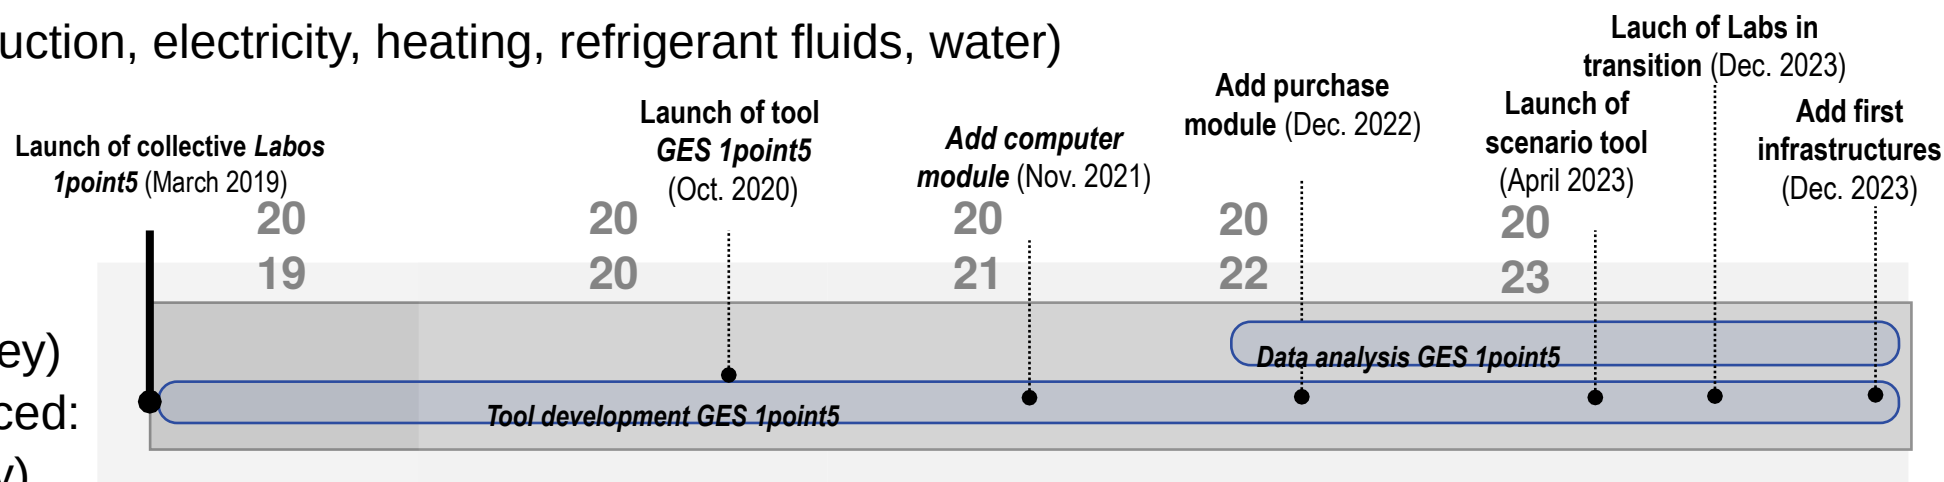 uction, electricity, heating, refrigerant fluids, water)
Launch of collective Labos
1point5 (March 2019)
Launch of tool
GES 1point5
(Oct. 2020)
Add computer
module (Nov. 2021)
Add purchase
module (Dec. 2022)
Launch of
scenario tool
(April 2023)
Lauch of Labs in
transition (Dec. 2023)
Add first
infrastructures
(Dec. 2023)
20
19
20
20
20
21
20
22
20
23
ey)
Data analysis GES 1point5
ced:
Tool development GES 1point5
y)